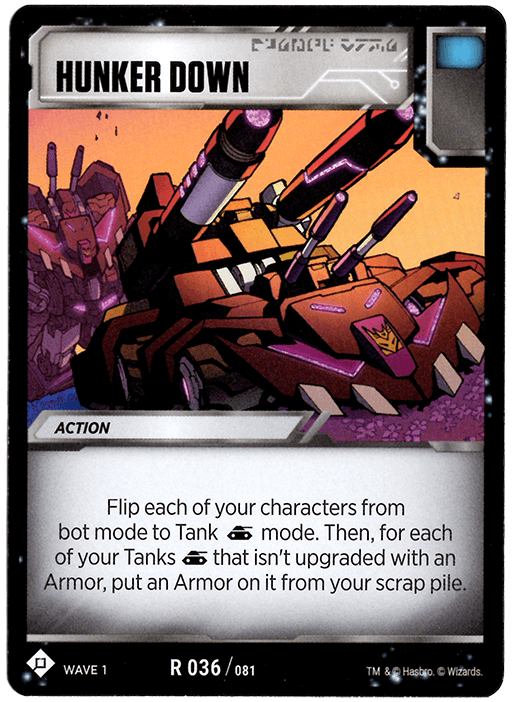 HUNKER DOWN
ACTION
Flip each of your characters from
bot mode to Tank mode. Then, for each
of your Tanks that isn't upgraded with an
Armor, put an Armor on it from your scrap pile.
WAVE 1
R 036/081
TM & © Hasbro. © Wizards.